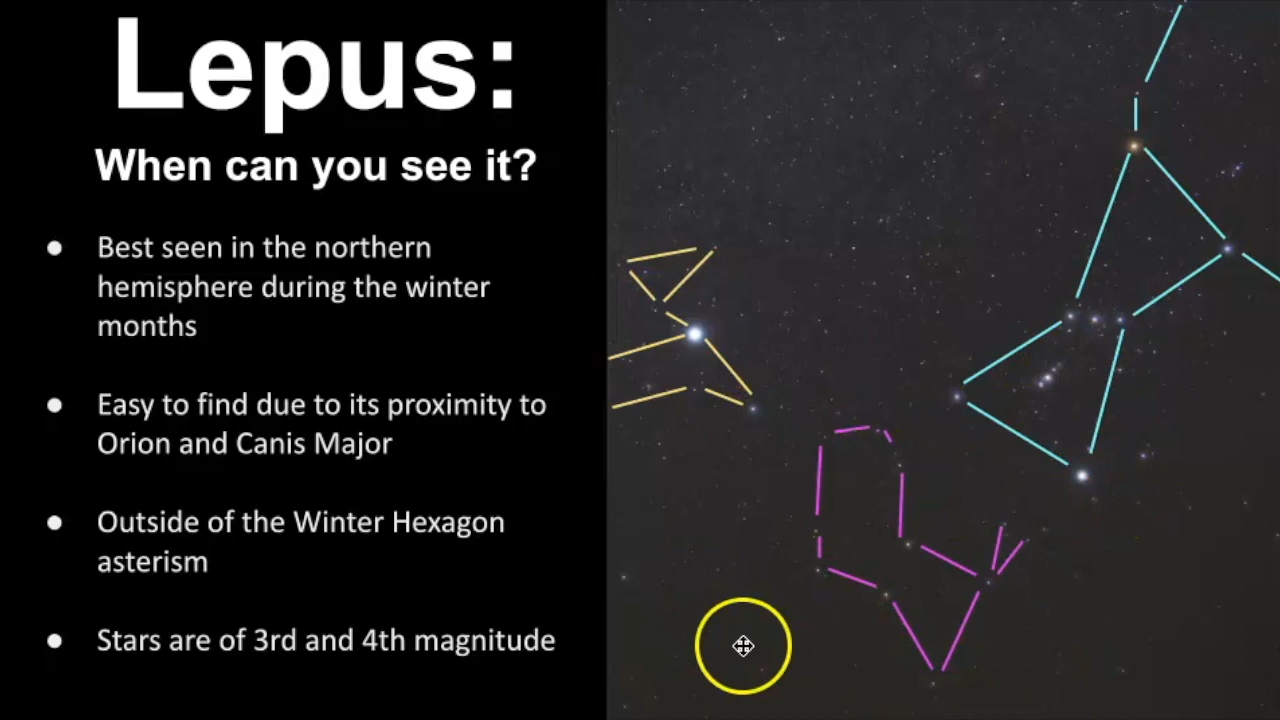 Lepus:
When can you see it?
● Best seen in the northern
hemisphere during the winter
months
● Easy to find due to its proximity to
Orion and Canis Major
● Outside of the Winter Hexagon
asterism
● Stars are of 3rd and 4th magnitude